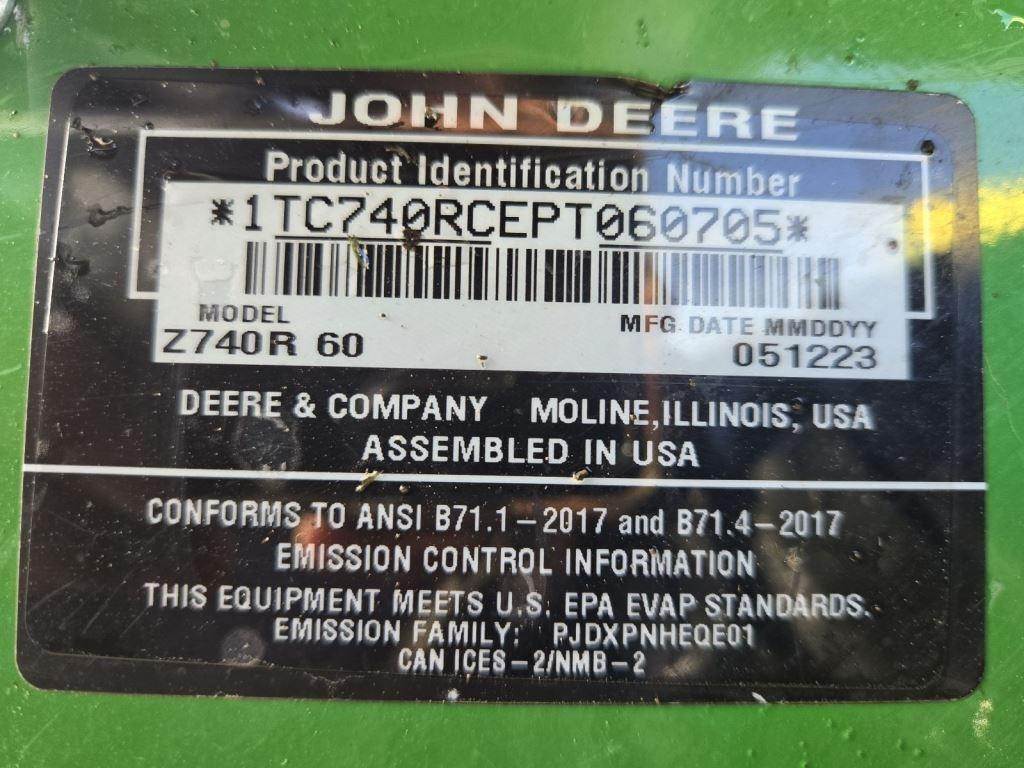 JOHN DEERE
Product Identification Number
*1TC740RCEPT060705*
MODEL
Z740R 60
MFG. DATE MMDDYY
051223
DEERE & COMPANY MOLINE, ILLINOIS, USA
ASSEMBLED IN USA
CONFORMS TO ANSI B71.1-2017 and B71.4-2017
EMISSION CONTROL INFORMATION
THIS EQUIPMENT MEETS U.S. EPA EVAP STANDARDS.
EMISSION FAMILY: PJDXPNHEQE01
CAN ICES-2/NMB-2